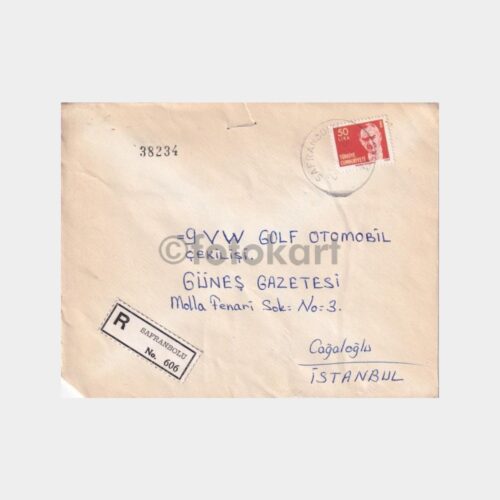 38234
SAFRANBOLU
50
LİRA
TÜRKİYE
CUMHURİYETİ
=9 VW GOLF OTOMOBİL
ÇEKİLİŞİ.
©fotokart
GÜNEŞ GAZETESİ
Molla Fenari Sok= No=3.
R
SAFRANBOLU
No. 606
Cağaloğlu
İSTANBUL